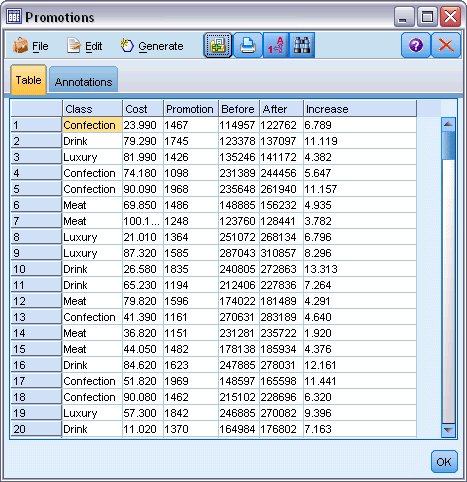 Promotions
File Edit Generate
Table Annotations
Class Cost Promotion Before After Increase
1 Confection 23.990 1467 114957 122762 6.789
2 Drink 79.290 1745 123378 137097 11.119
3 Luxury 81.990 1426 135246 141172 4.382
4 Confection 74.180 1098 231389 244456 5.647
5 Confection 90.090 1968 235648 261940 11.157
6 Meat 69.850 1486 148885 156232 4.935
7 Meat 100.1... 1248 123760 128441 3.782
8 Luxury 21.010 1364 251072 268134 6.796
9 Luxury 87.320 1585 287043 310857 8.296
10 Drink 26.580 1835 240805 272863 13.313
11 Drink 65.230 1194 212406 227836 7.264
12 Meat 79.820 1596 174022 181489 4.291
13 Confection 41.390 1161 270631 283189 4.640
14 Meat 36.820 1151 231281 235722 1.920
15 Meat 44.050 1482 178138 185934 4.376
16 Drink 84.620 1623 247885 278031 12.161
17 Confection 51.820 1969 148597 165598 11.441
18 Confection 90.080 1462 215102 228696 6.320
19 Luxury 57.300 1842 246885 270082 9.396
20 Drink 11.020 1370 164984 176802 7.163
OK